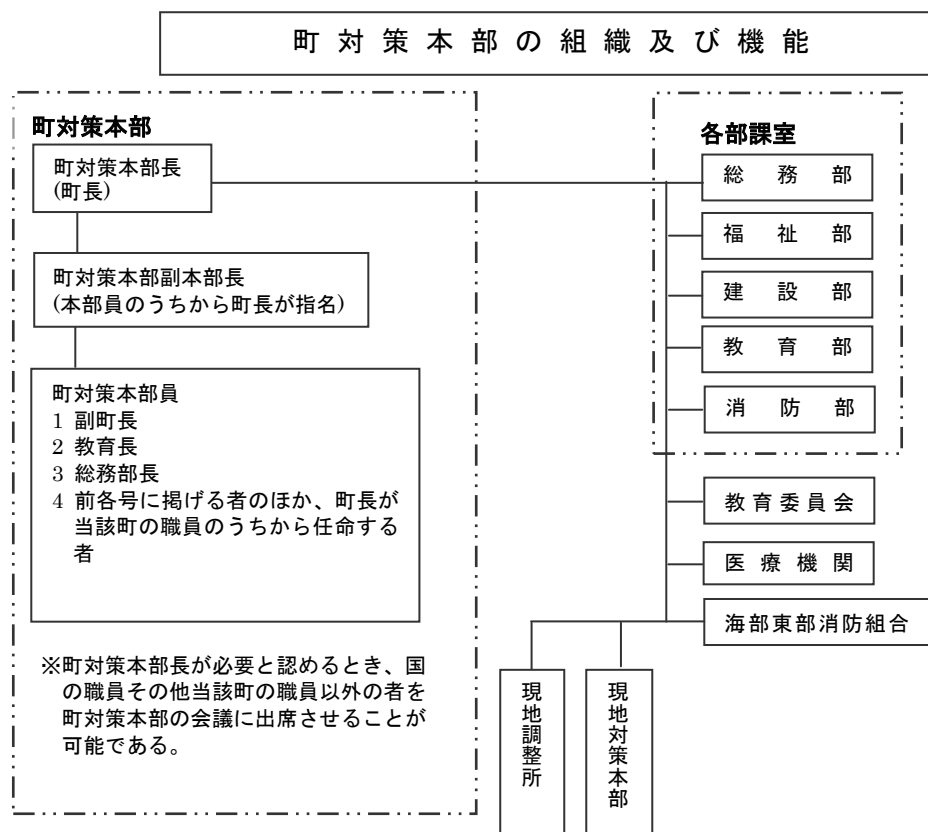 町対策本部の組織及び機能
町対策本部
町対策本部長
(町長)
町対策本部副本部長
(本部員のうちから町長が指名)
町対策本部員
1 副町長
2 教育長
3 総務部長
4 前各号に掲げる者のほか、町長が
当該町の職員のうちから任命する
者
※町対策本部長が必要と認めるとき、国
の職員その他当該町の職員以外の者を
町対策本部の会議に出席させることが
可能である。
各部課室
総務部
福祉部
建設部
教育部
消防部
教育委員会
医療機関
海部東部消防組合
現地調整所
現地対策本部